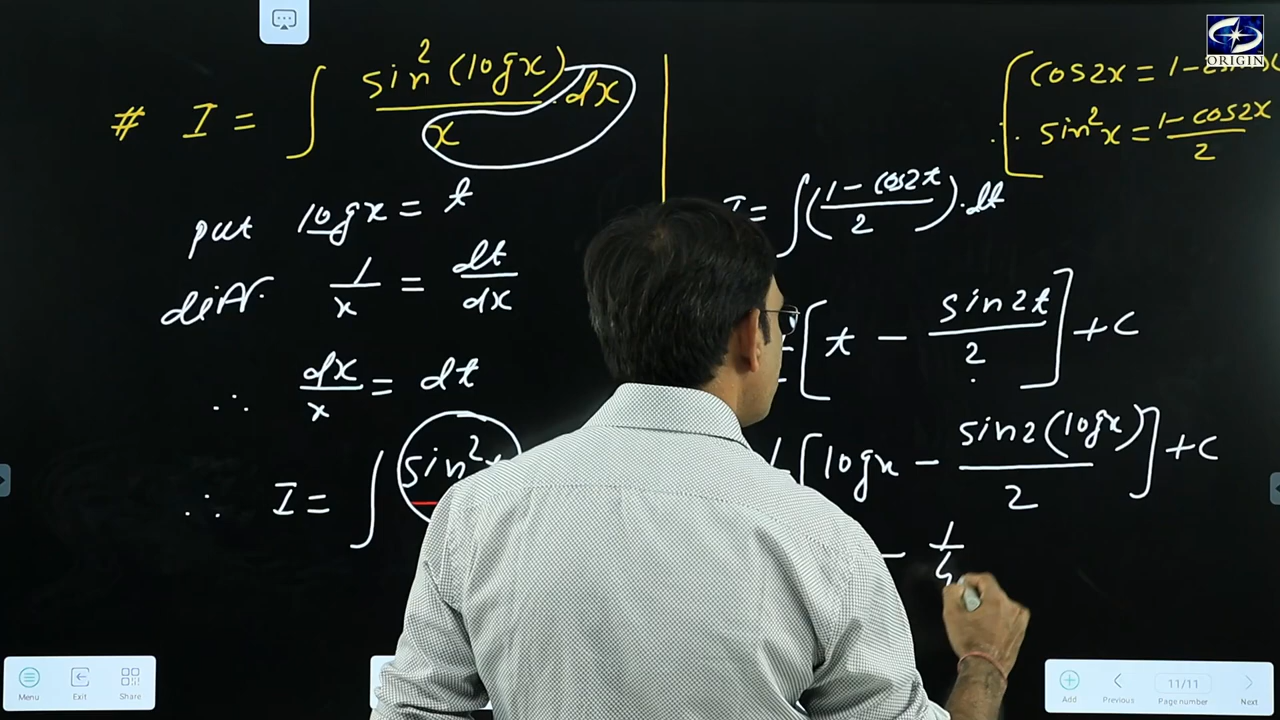 # I = ∫ sin² (logx) / x . dx
put logx = t
diff. 1/x = dt/dx
∴ dx/x = dt
∴ I = ∫ sin²
ORIGIN
cos2x = 1 -
∴ sin²x = 1 - cos2x / 2
I = ∫ (1 - cos2t / 2) . dt
[t - sin2t / 2] + c
[logx - sin2(logx) / 2] + c
- 1/4
Menu Exit Share
Add Previous 11/11 Page number Next